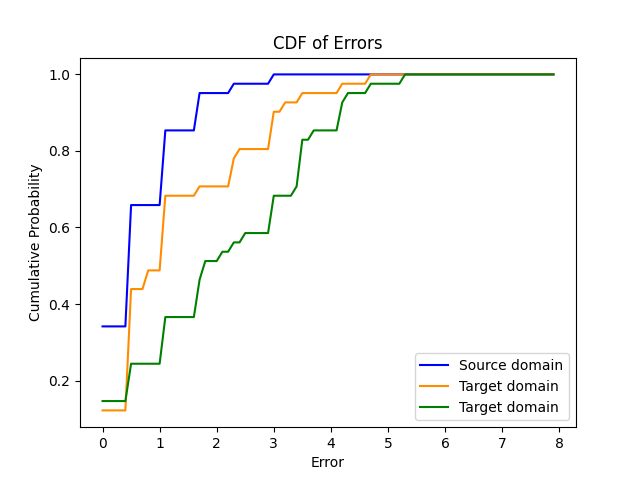 CDF of Errors
Cumulative Probability
1.0
0.8
0.6
0.4
0.2
Source domain
Target domain
Target domain
0 1 2 3 4 5 6 7 8
Error